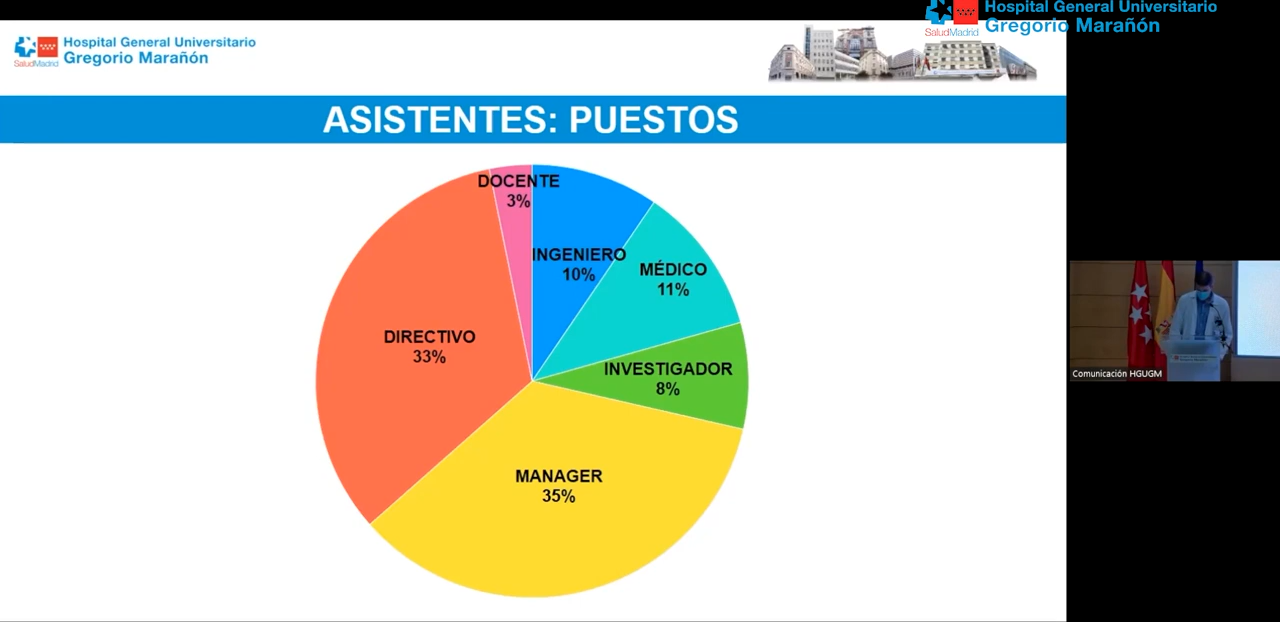 Hospital General Universitario
Gregorio Marañón
SaludMadrid
Hospital General Universitario
Gregorio Marañón
SaludMadrid
ASISTENTES: PUESTOS
DOCENTE
3%
INGENIERO
10%
MÉDICO
11%
DIRECTIVO
33%
INVESTIGADOR
8%
MANAGER
35%
Comunicación HGUGM